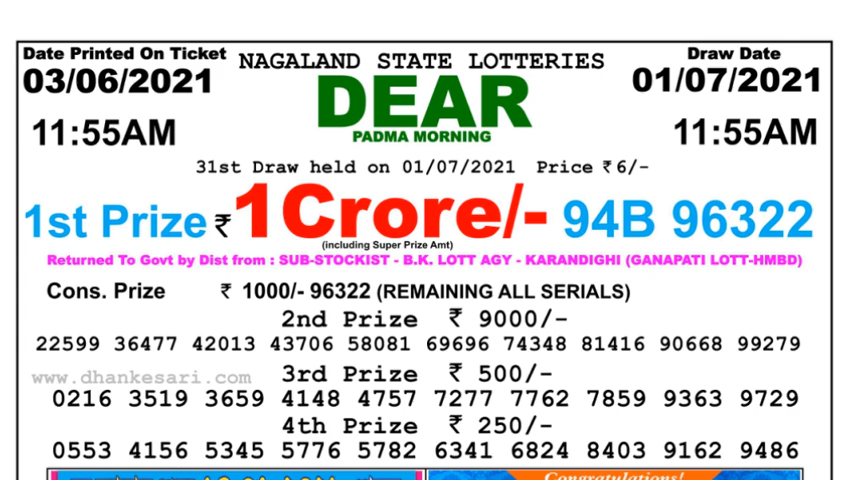 Date Printed On Ticket NAGALAND STATE LOTTERIES Draw Date
03/06/2021 DEAR 01/07/2021
11:55AM PADMA MORNING 11:55AM
31st Draw held on 01/07/2021 Price ₹ 6/-
1st Prize ₹ 1Crore/- 94B 96322
(including Super Prize Amt)
Returned To Govt by Dist from : SUB-STOCKIST - B.K. LOTT AGY - KARANDIGHI (GANAPATI LOTT-HMBD)
Cons. Prize ₹ 1000/- 96322 (REMAINING ALL SERIALS)
2nd Prize ₹ 9000/-
22599 36477 42013 43706 58081 69696 74348 81416 90668 99279
www.dhankesari.com 3rd Prize ₹ 500/-
0216 3519 3659 4148 4757 7277 7762 7859 9363 9729
4th Prize ₹ 250/-
0553 4156 5345 5776 5782 6341 6824 8403 9162 9486
Congratulations!